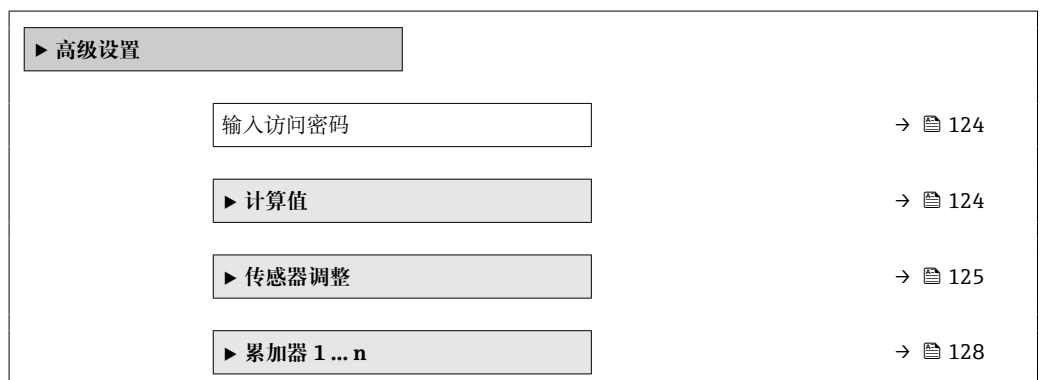 ▶ 高级设置
输入访问密码 → 🖺 124
▶ 计算值 → 🖺 124
▶ 传感器调整 → 🖺 125
▶ 累加器 1 … n → 🖺 128